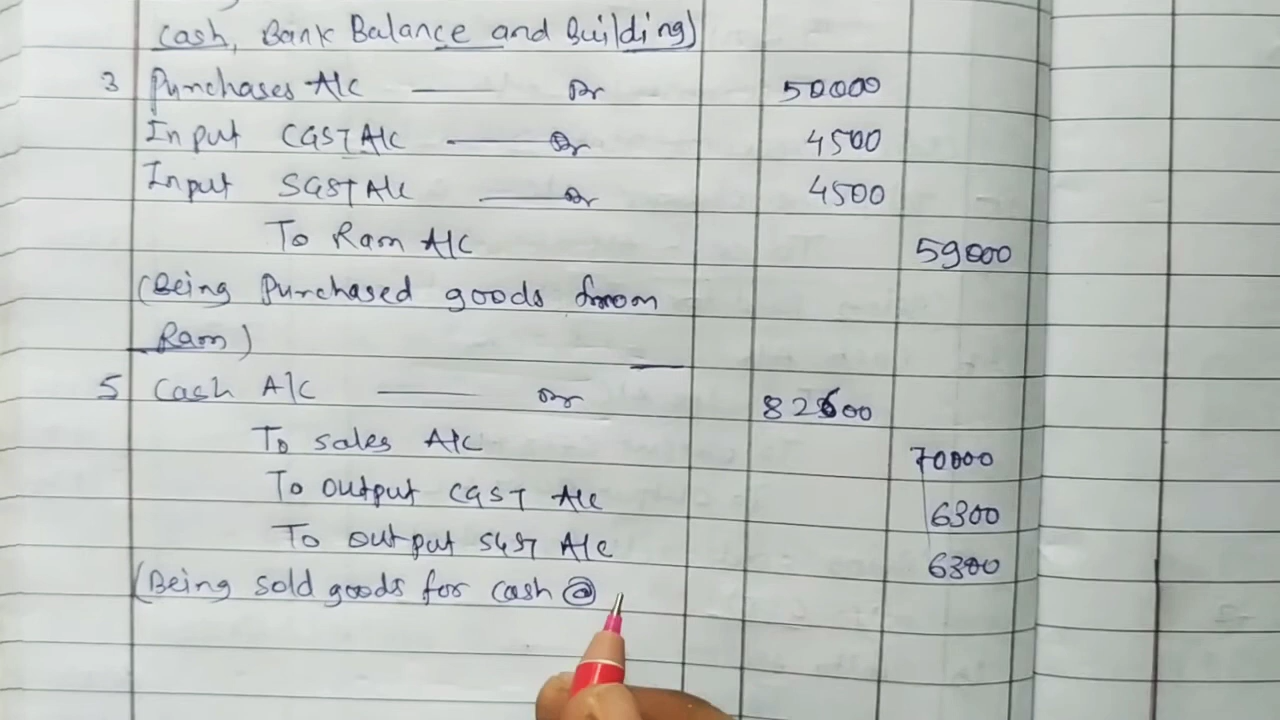 Cash, Bank Balance and Building)
3 Purchases A/C —— Dr 50000
Input CGST A/C —— Dr 4500
Input SGST A/C —— Dr 4500
To Ram A/C 59000
(Being Purchased goods from
Ram)
5 Cash A/C —— Dr 82600
To sales A/C 70000
To output CGST A/C 6300
To output SGST A/C 6300
(Being sold goods for cash @